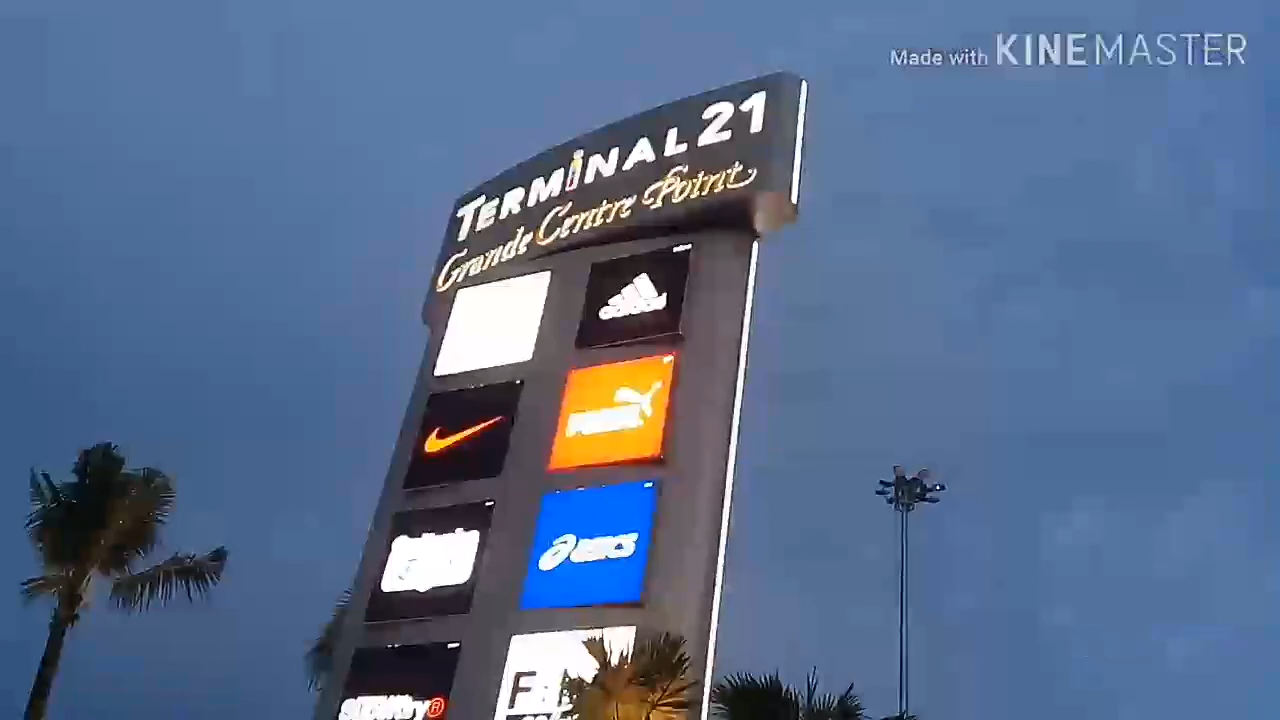 Made with KINEMASTER
TERMINAL 21
Grande Centre Point
adidas
PUMA
asics